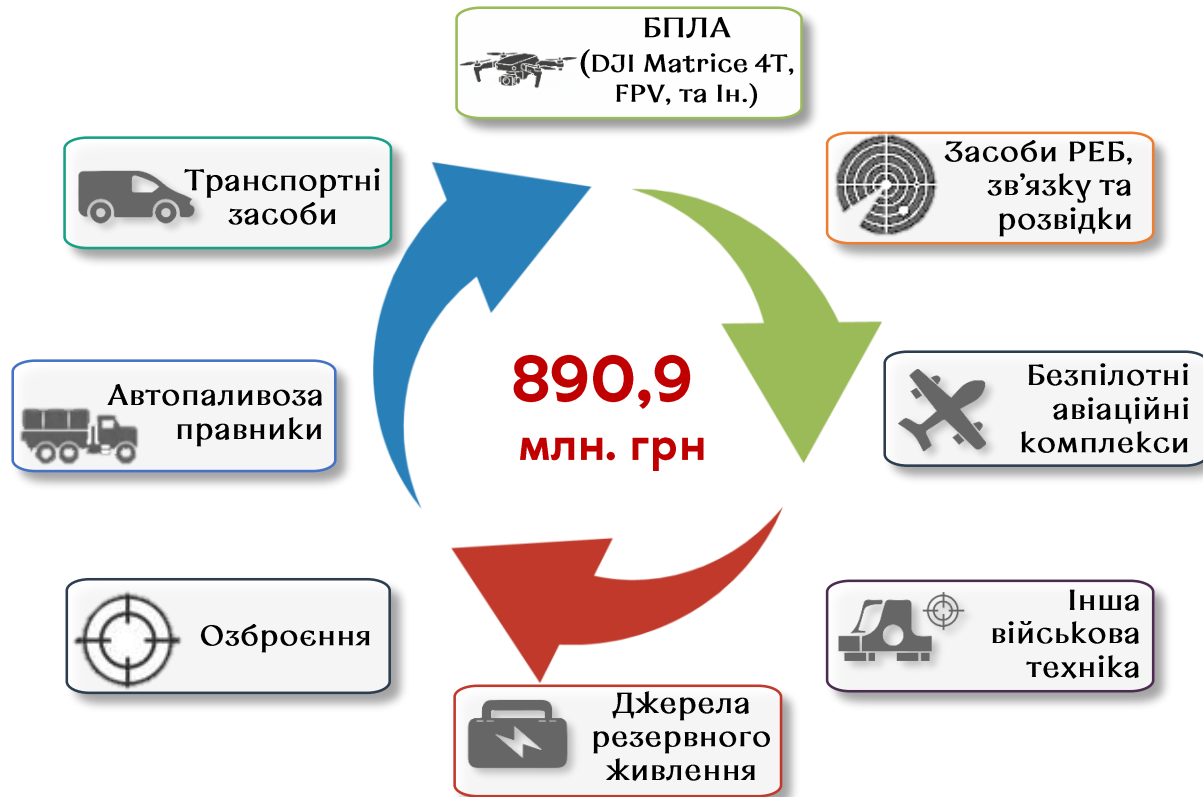 БПЛА
(DJI Matrice 4T,
FPV, та Ін.)
Транспортні
засоби
Засоби РЕБ,
зв’язку та
розвідки
Автопаливоза
правники
890,9
млн. грн
Безпілотні
авіаційні
комплекси
Озброєння
Інша
військова
техніка
Джерела
резервного
живлення